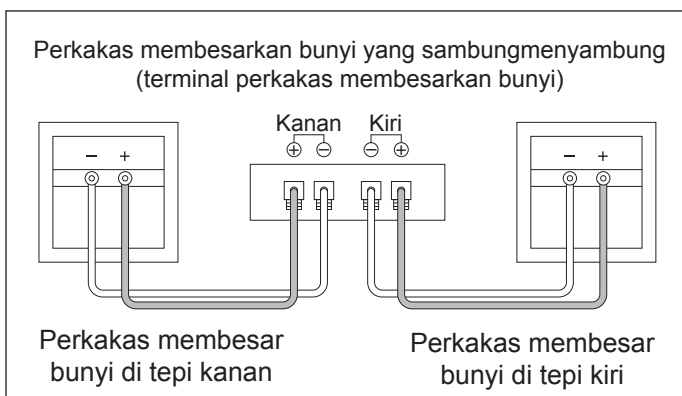 Perkakas membesarkan bunyi yang sambungmenyambung
(terminal perkakas membesarkan bunyi)
Kanan Kiri
⊕ ⊖ ⊖ ⊕
− + − +
Perkakas membesar
bunyi di tepi kanan
Perkakas membesar
bunyi di tepi kiri